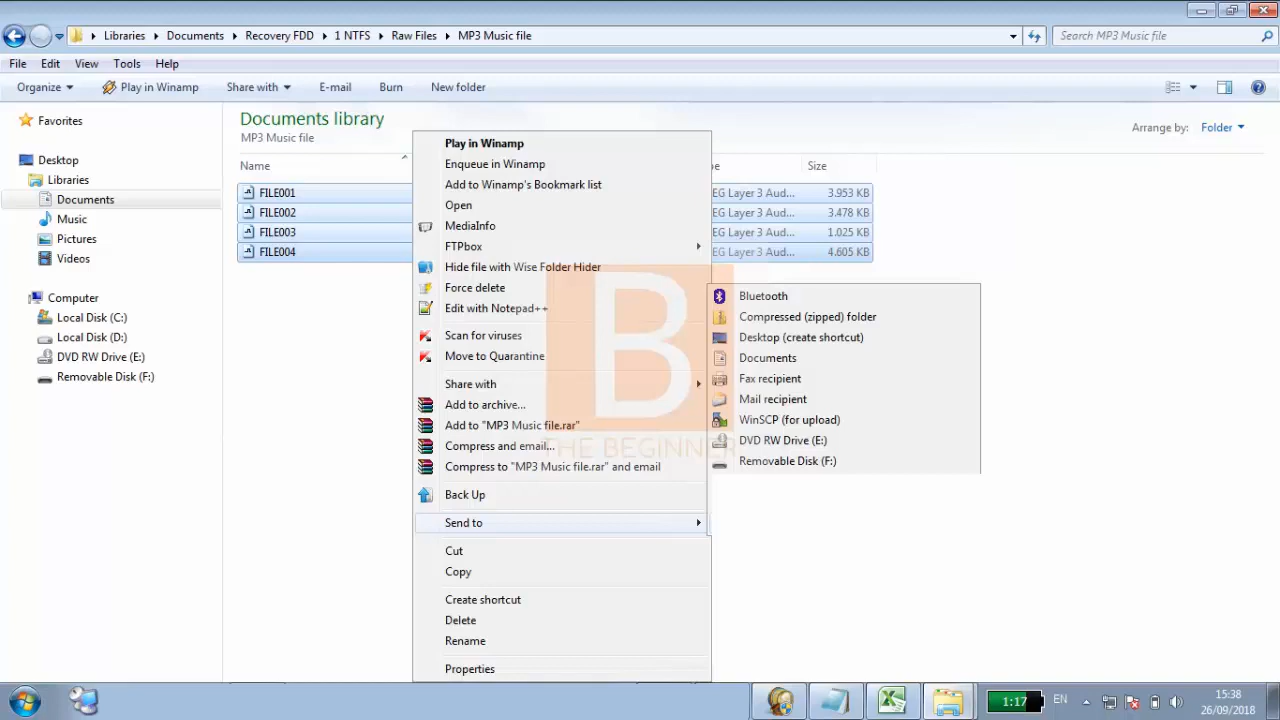 Libraries Documents Recovery FDD 1 NTFS Raw Files MP3 Music file
Search MP3 Music file
File Edit View Tools Help
Organize Play in Winamp Share with E-mail Burn New folder
Favorites
Desktop
Libraries
Documents
Music
Pictures
Videos
Computer
Local Disk (C:)
Local Disk (D:)
DVD RW Drive (E:)
Removable Disk (F:)
Documents library
MP3 Music file
Arrange by: Folder
Name Size
FILE001 3.953 KB
FILE002 3.478 KB
FILE003 1.025 KB
FILE004 4.605 KB
Play in Winamp
Enqueue in Winamp
Add to Winamp's Bookmark list
Open
MediaInfo
FTPbox
Hide file with Wise Folder Hider
Force delete
Edit with Notepad++
Scan for viruses
Move to Quarantine
Share with
Add to archive...
Add to "MP3 Music file.rar"
Compress and email...
Compress to "MP3 Music file.rar" and email
Back Up
Send to
Cut
Copy
Create shortcut
Delete
Rename
Properties
Bluetooth
Compressed (zipped) folder
Desktop (create shortcut)
Documents
Fax recipient
Mail recipient
WinSCP (for upload)
DVD RW Drive (E:)
Removable Disk (F:)
B
THE BEGINNER
1:17 EN
15:38
26/09/2018